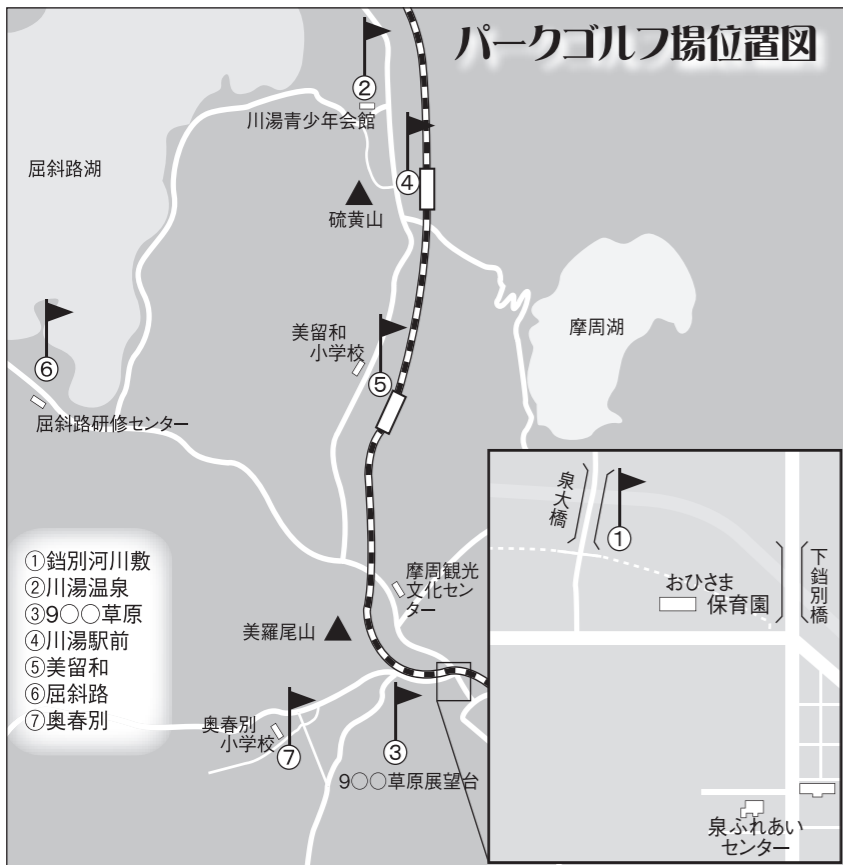 パークゴルフ場位置図
②
川湯青少年会館
屈斜路湖
④
硫黄山
摩周湖
美留和
小学校
⑤
⑥
屈斜路研修センター
泉大橋
①
おひさま
保育園
下鐺別橋
①鐺別河川敷
②川湯温泉
③9○○草原
④川湯駅前
⑤美留和
⑥屈斜路
⑦奥春別
摩周観光
文化セン
ター
美羅尾山
奥春別
小学校
⑦
③
9○○草原展望台
泉ふれあい
センター